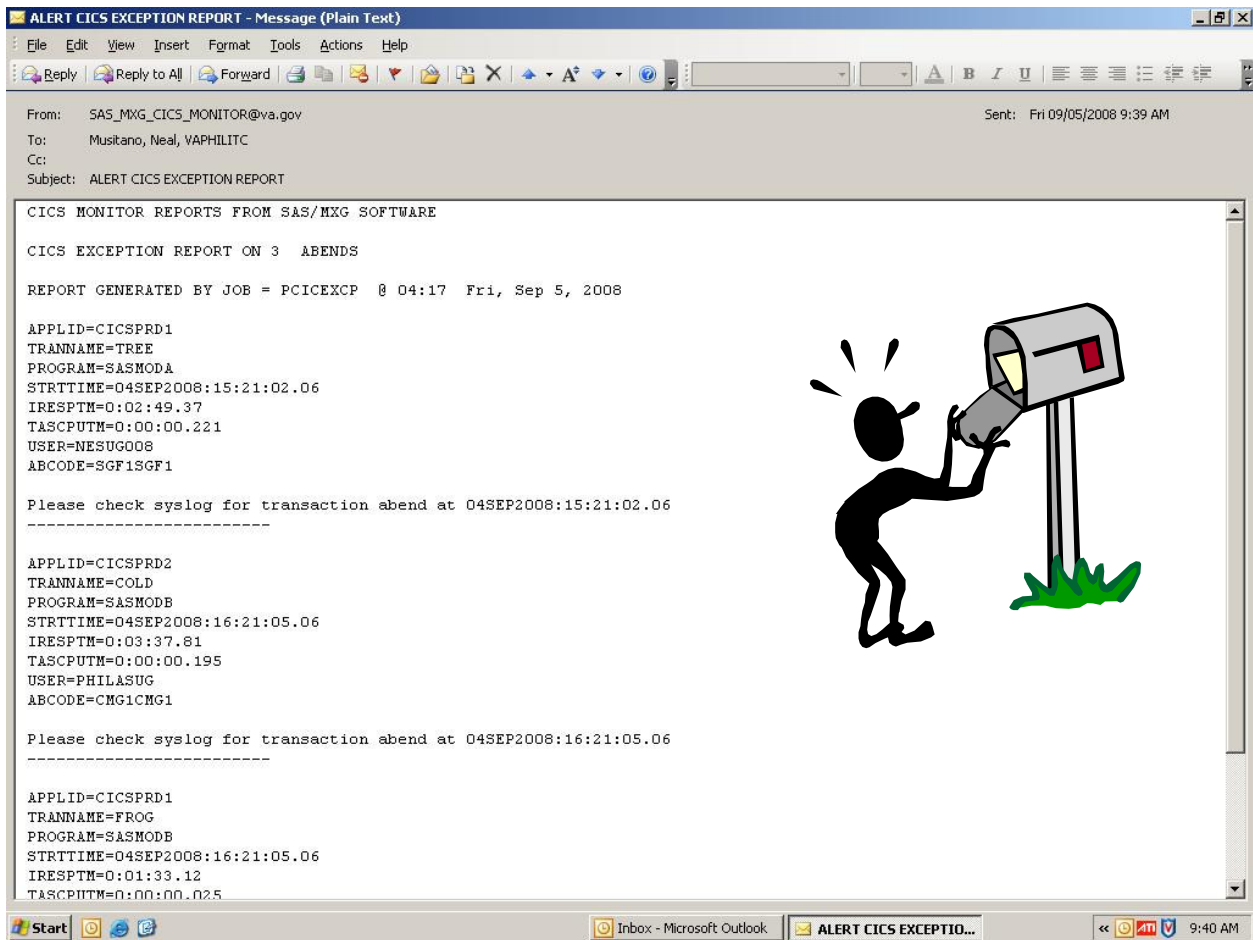 ALERT CICS EXCEPTION REPORT - Message (Plain Text)
File Edit View Insert Format Tools Actions Help
Reply Reply to All Forward A B I U
From: SAS_MXG_CICS_MONITOR@va.gov Sent: Fri 09/05/2008 9:39 AM
To: Musitano, Neal, VAPHILITC
Cc:
Subject: ALERT CICS EXCEPTION REPORT
CICS MONITOR REPORTS FROM SAS/MXG SOFTWARE
CICS EXCEPTION REPORT ON 3 ABENDS
REPORT GENERATED BY JOB = PCICEXCP @ 04:17 Fri, Sep 5, 2008
APPLID=CICSPRD1
TRANNAME=TREE
PROGRAM=SASMODA
STRTTIME=04SEP2008:15:21:02.06
IRESPTM=0:02:49.37
TASCPUTM=0:00:00.221
USER=NESUG008
ABCODE=SGF1SGF1
Please check syslog for transaction abend at 04SEP2008:15:21:02.06
-------------------------
APPLID=CICSPRD2
TRANNAME=COLD
PROGRAM=SASMODB
STRTTIME=04SEP2008:16:21:05.06
IRESPTM=0:03:37.81
TASCPUTM=0:00:00.195
USER=PHILASUG
ABCODE=CMG1CMG1
Please check syslog for transaction abend at 04SEP2008:16:21:05.06
-------------------------
APPLID=CICSPRD1
TRANNAME=FROG
PROGRAM=SASMODB
STRTTIME=04SEP2008:16:21:05.06
IRESPTM=0:01:33.12
TASCPUTM=0:00:00.025
Start Inbox - Microsoft Outlook ALERT CICS EXCEPTIO... « ATI 9:40 AM